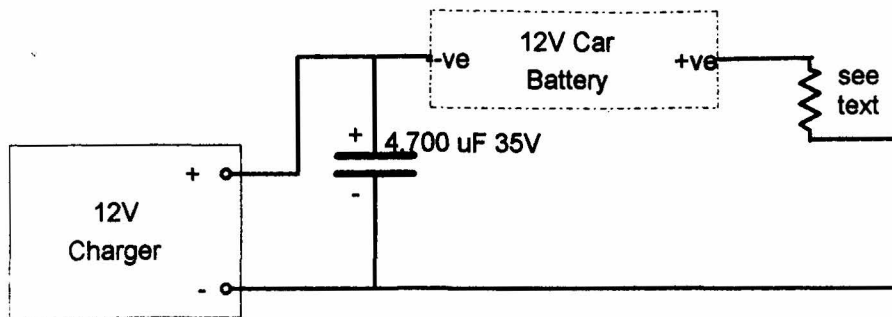 12V Car
Battery
-ve
+ve
see
text
+
4,700 uF 35V
-
+
12V
Charger
-